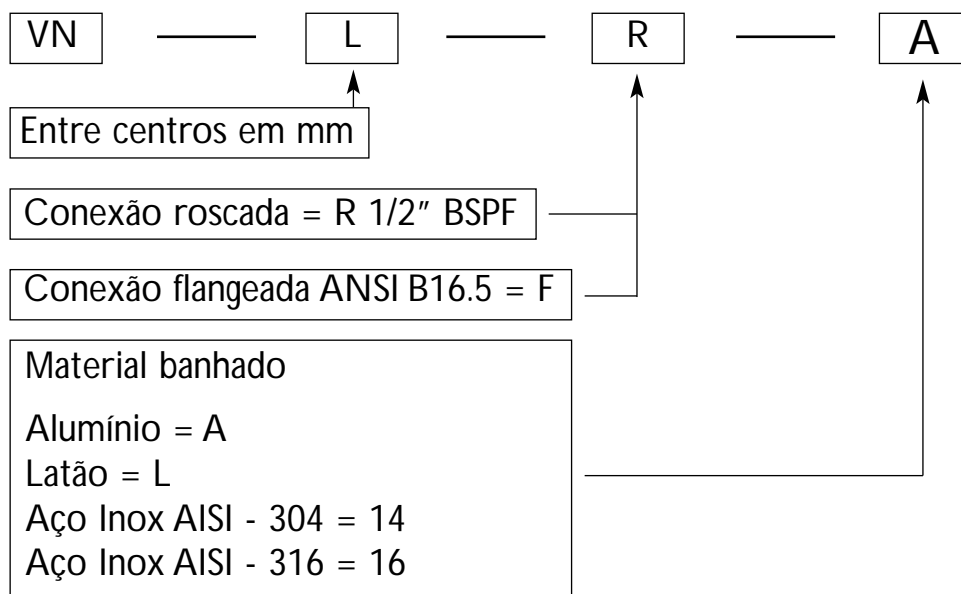 VN L R A
Entre centros em mm
Conexão roscada = R 1/2" BSPF
Conexão flangeada ANSI B16.5 = F
Material banhado
Alumínio = A
Latão = L
Aço Inox AISI - 304 = 14
Aço Inox AISI - 316 = 16